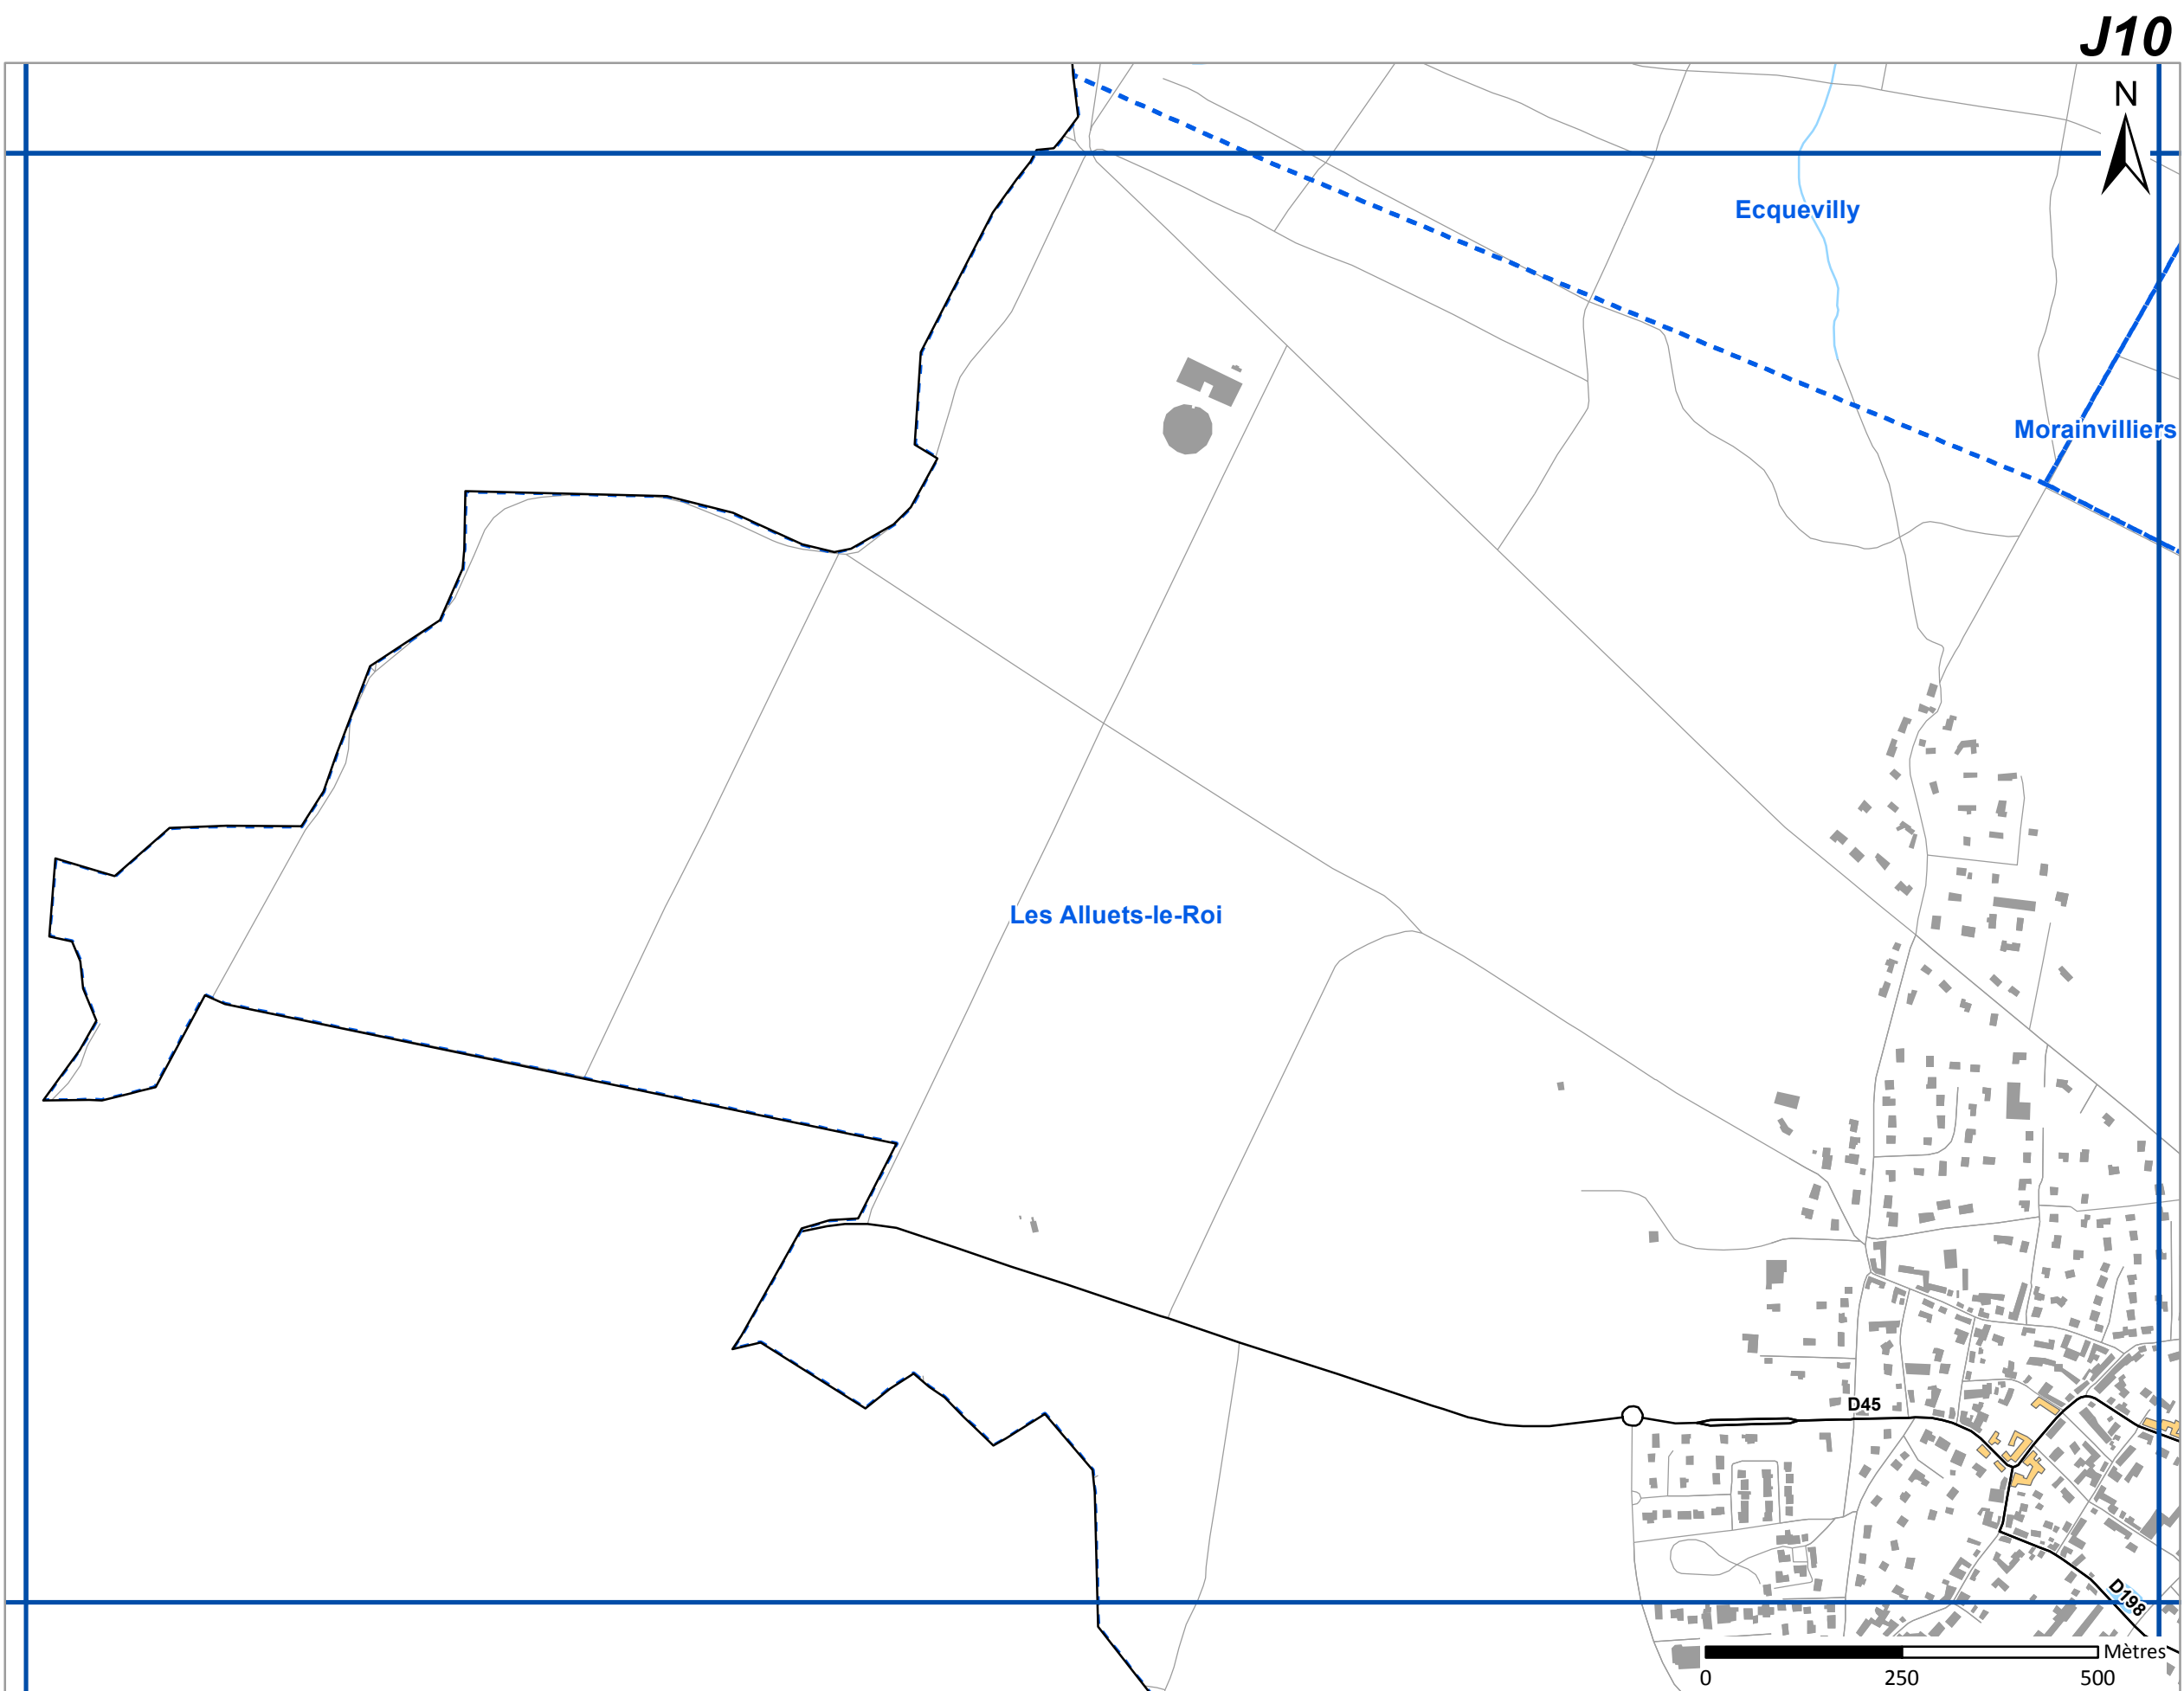 J10
N
Ecquevilly
Morainvilliers
Les Alluets-le-Roi
D45
D198
Mètres
0 250 500